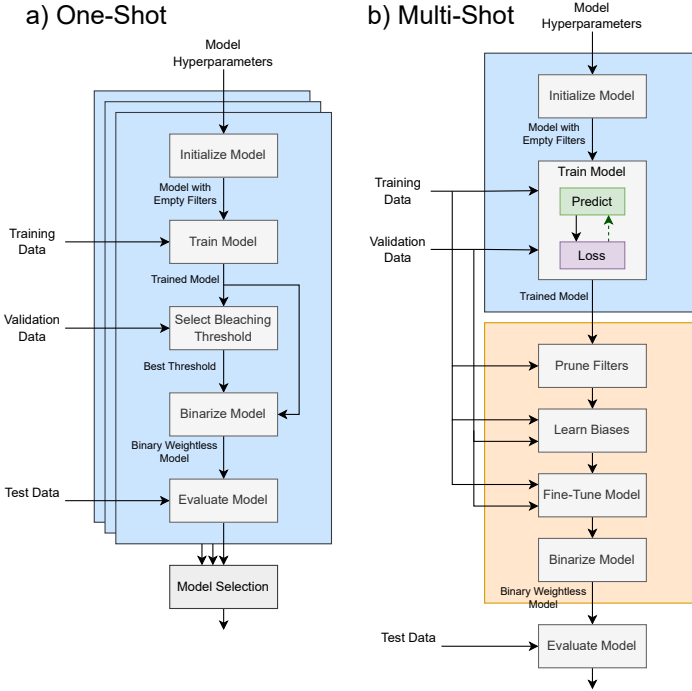 a) One-Shot
Model
Hyperparameters
Initialize Model
Model with
Empty Filters
Training
Data
Train Model
Trained Model
Validation
Data
Select Bleaching
Threshold
Best Threshold
Binarize Model
Binary Weightless
Model
Test Data
Evaluate Model
Model Selection
b) Multi-Shot
Model
Hyperparameters
Initialize Model
Model with
Empty Filters
Train Model
Training
Data
Predict
Validation
Data
Loss
Trained Model
Prune Filters
Learn Biases
Fine-Tune Model
Binarize Model
Binary Weightless
Model
Test Data
Evaluate Model